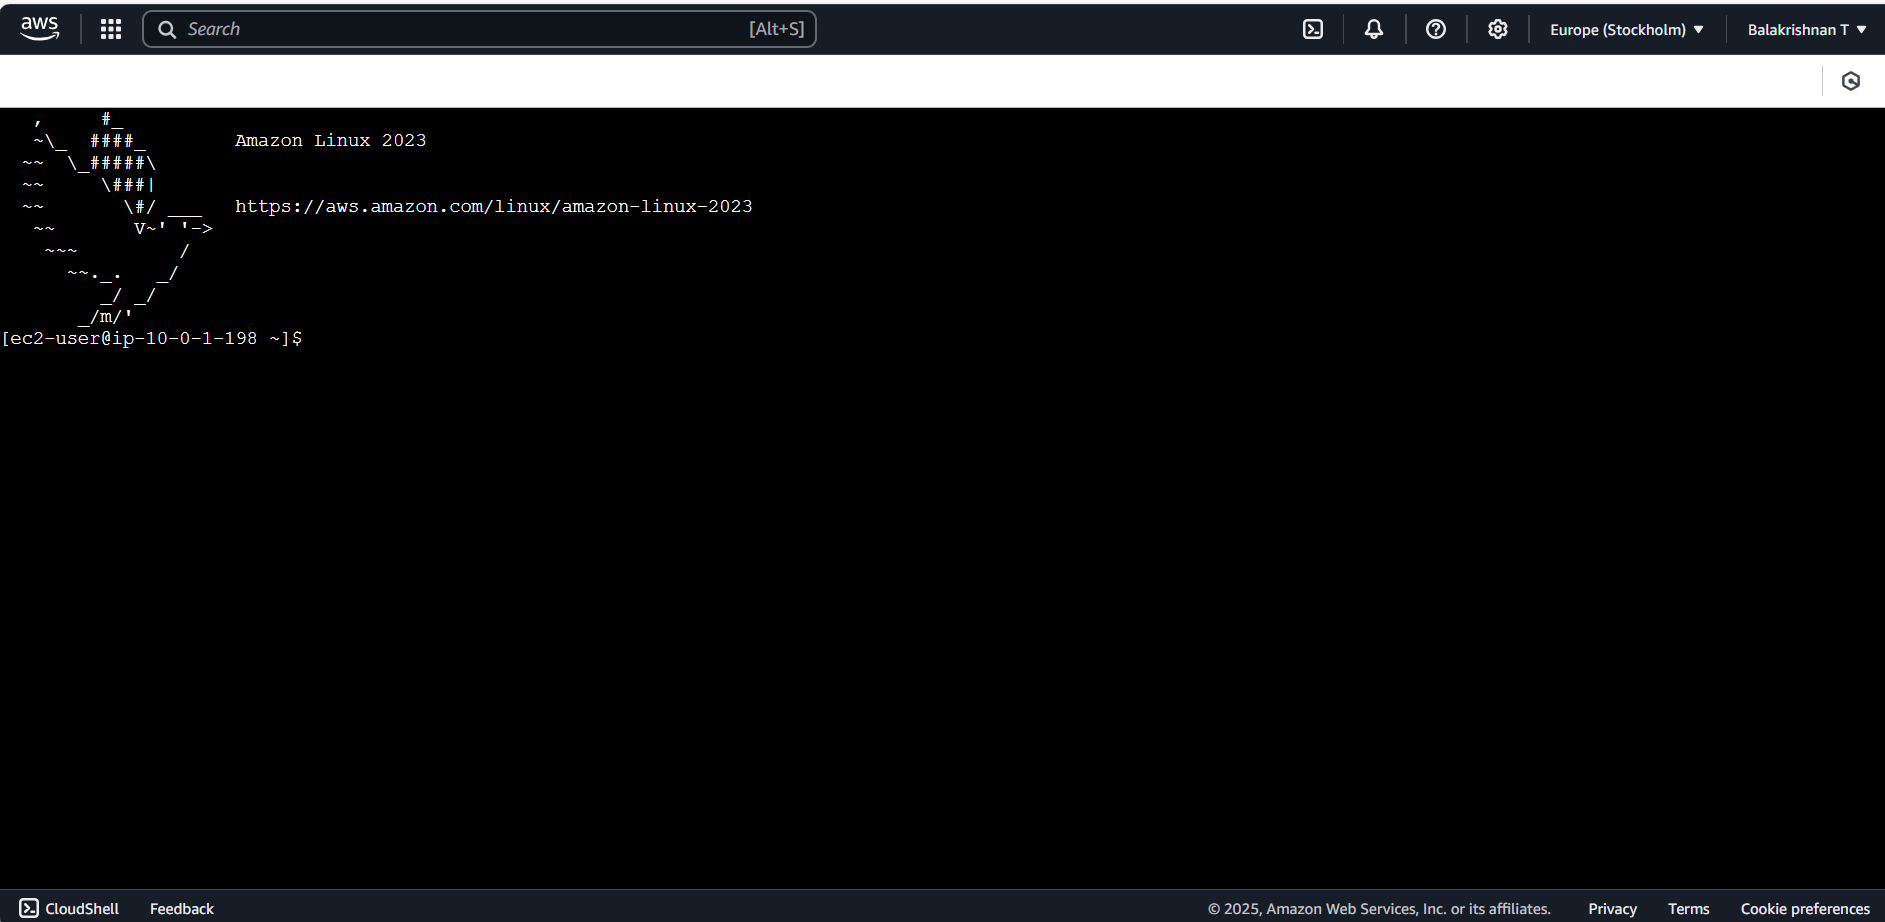 aws Search [Alt+S] Europe (Stockholm) Balakrishnan T
   ,     #_
   ~\_  ####_        Amazon Linux 2023
  ~~  \_#####\
  ~~     \###|
  ~~       \#/ ___   https://aws.amazon.com/linux/amazon-linux-2023
   ~~       V~' '->
    ~~~         /
      ~~._.   _/
         _/ _/
       _/m/'
[ec2-user@ip-10-0-1-198 ~]$
CloudShell Feedback © 2025, Amazon Web Services, Inc. or its affiliates. Privacy Terms Cookie preferences